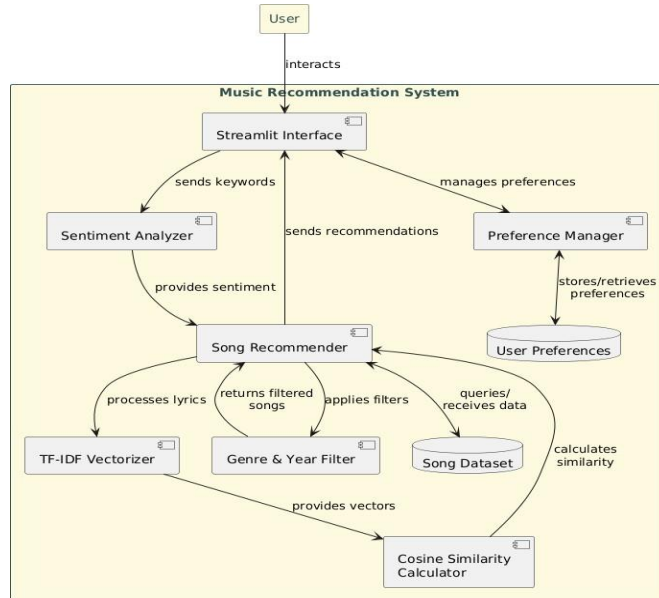 User
interacts
Music Recommendation System
Streamlit Interface
sends keywords
manages preferences
Sentiment Analyzer
sends recommendations
Preference Manager
provides sentiment
stores/retrieves
preferences
Song Recommender
User Preferences
processes lyrics
returns filtered
songs
applies filters
queries/
receives data
calculates
similarity
TF-IDF Vectorizer
Genre & Year Filter
Song Dataset
provides vectors
Cosine Similarity
Calculator